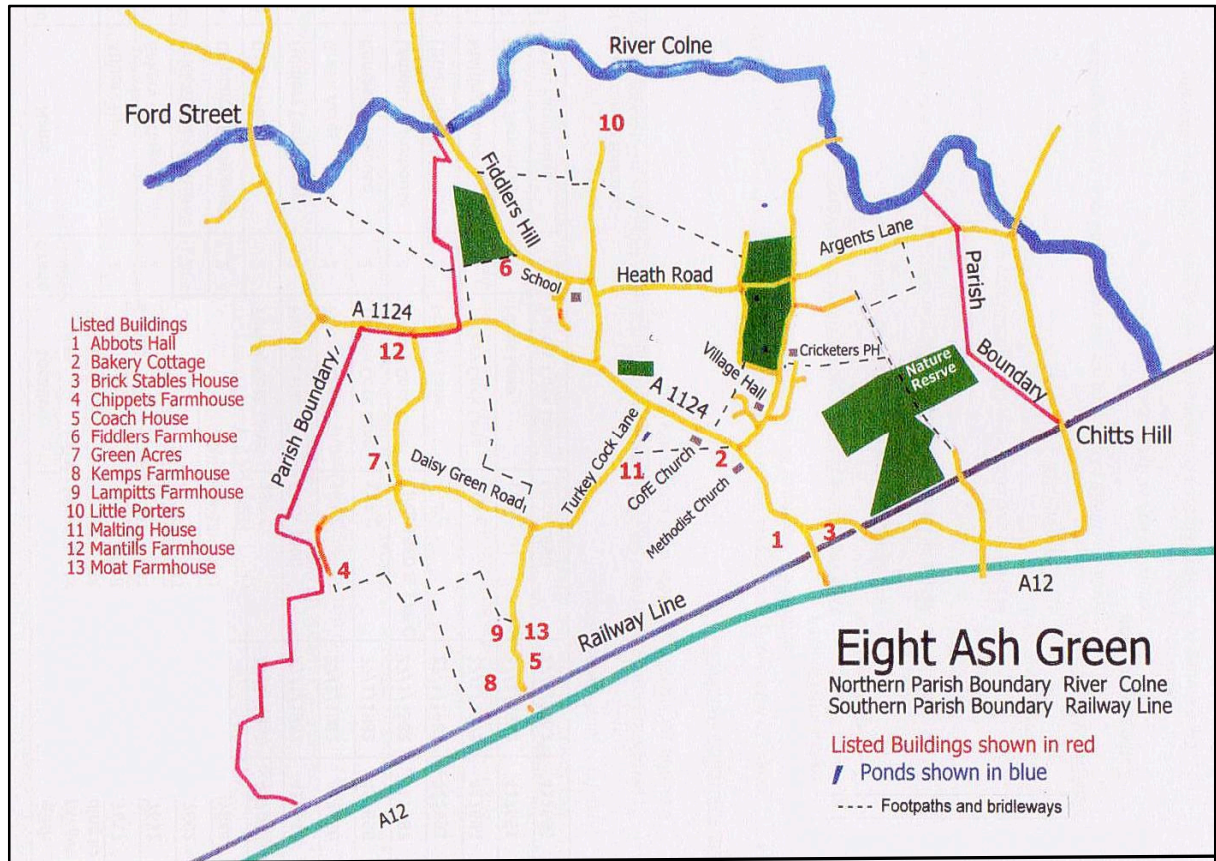 River Colne
Ford Street
10
Fiddlers Hill
Argents Lane
6
School
Heath Road
Parish
Boundary
A 1124
12
Listed Buildings
1 Abbots Hall
2 Bakery Cottage
3 Brick Stables House
4 Chippets Farmhouse
5 Coach House
6 Fiddlers Farmhouse
7 Green Acres
8 Kemps Farmhouse
9 Lampitts Farmhouse
10 Little Porters
11 Malting House
12 Mantills Farmhouse
13 Moat Farmhouse
Parish Boundary
Cricketers PH
Village Hall
Nature
Resrve
A 1124
Chitts Hill
7
Daisy Green Road
Turkey Cock Lane
11
CofE Church
2
Methodist Church
1
3
4
A12
Railway Line
9
13
5
8
Eight Ash Green
Northern Parish Boundary River Colne
Southern Parish Boundary Railway Line
Listed Buildings shown in red
Ponds shown in blue
Footpaths and bridleways
A12